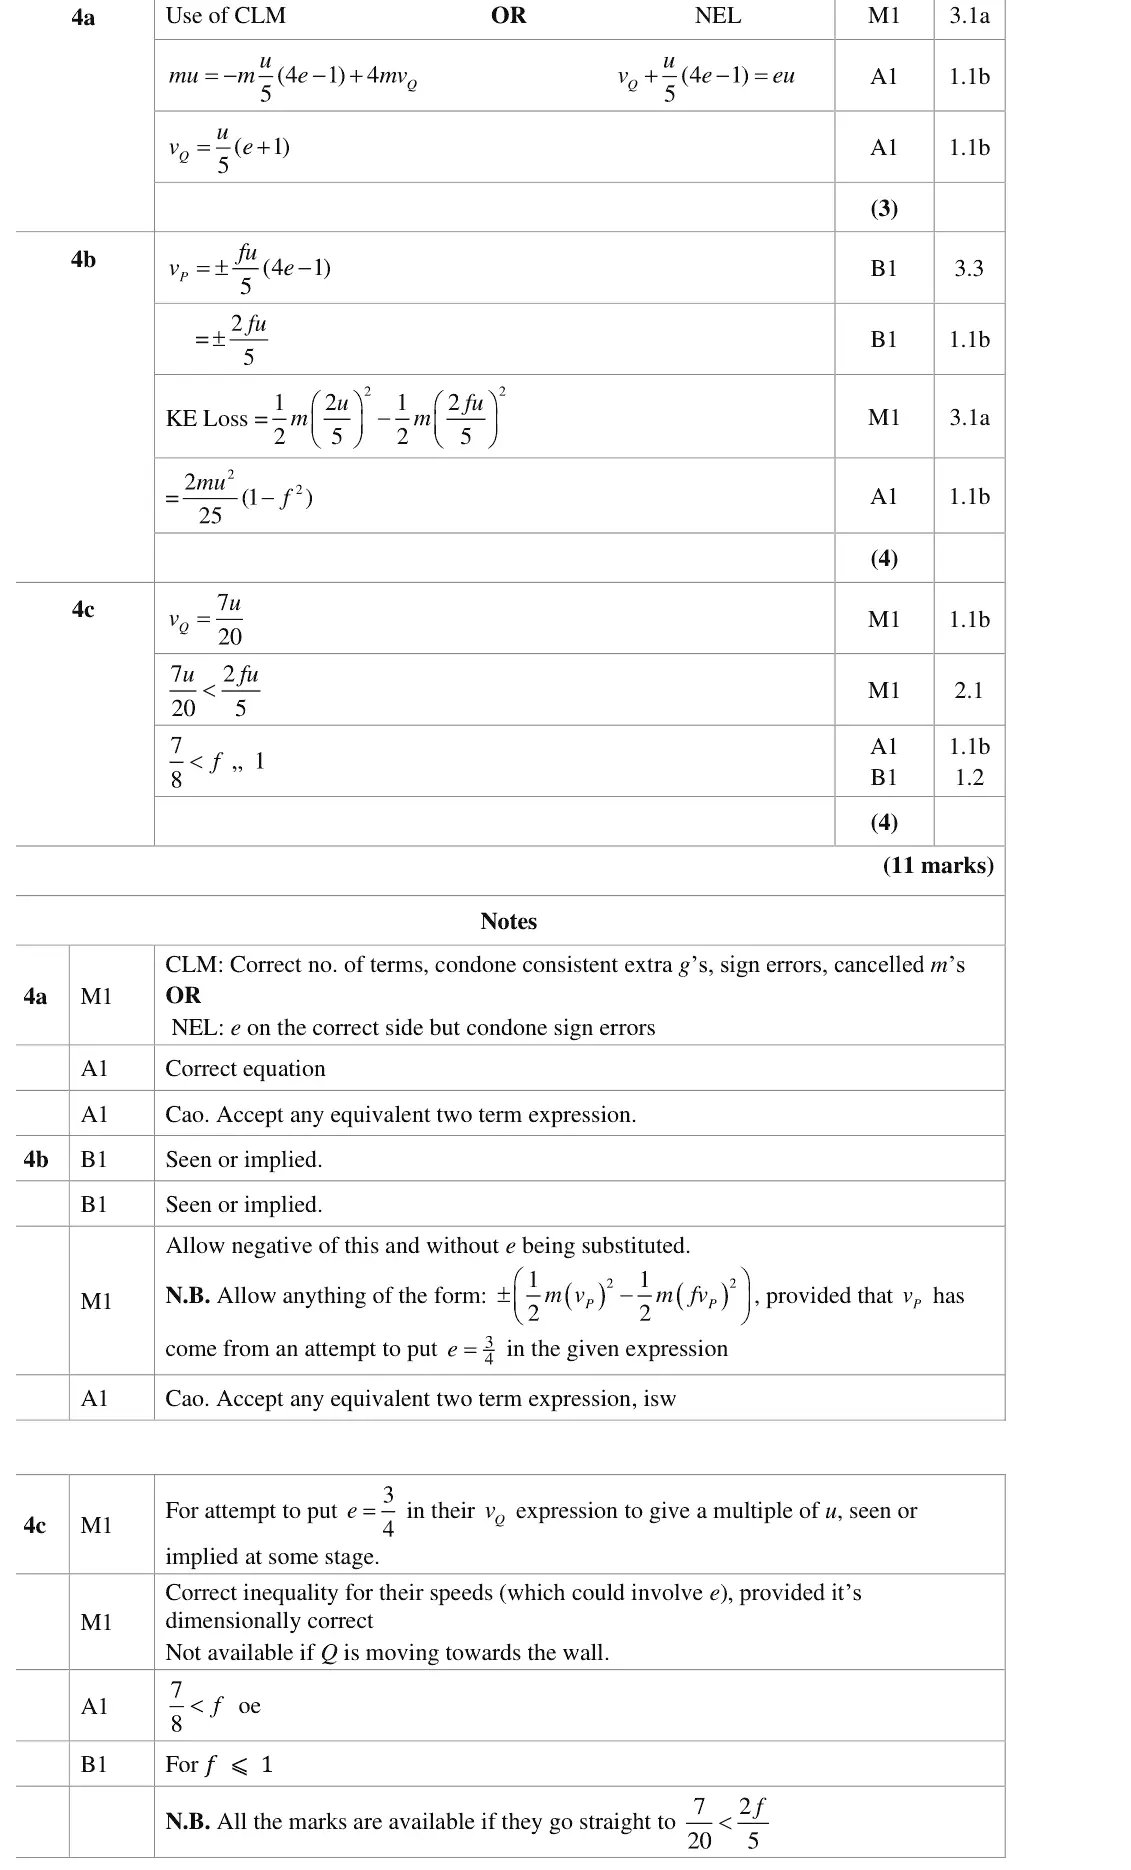 4a Use of CLM OR NEL M1 3.1a
mu = −m u/5 (4e−1) + 4mv_Q v_Q + u/5 (4e−1) = eu A1 1.1b
v_Q = u/5 (e+1) A1 1.1b
(3)
4b v_P = ± fu/5 (4e−1) B1 3.3
= ± 2fu/5 B1 1.1b
KE Loss = 1/2 m (2u/5)² − 1/2 m (2fu/5)² M1 3.1a
= 2mu²/25 (1− f²) A1 1.1b
(4)
4c v_Q = 7u/20 M1 1.1b
7u/20 < 2fu/5 M1 2.1
7/8 < f ,, 1 A1 1.1b
B1 1.2
(4)
(11 marks)
Notes
4a M1 CLM: Correct no. of terms, condone consistent extra g’s, sign errors, cancelled m’s
OR
NEL: e on the correct side but condone sign errors
A1 Correct equation
A1 Cao. Accept any equivalent two term expression.
4b B1 Seen or implied.
B1 Seen or implied.
M1 Allow negative of this and without e being substituted.
N.B. Allow anything of the form: ±(1/2 m(v_P)² − 1/2 m(fv_P)²), provided that v_P has
come from an attempt to put e = 3/4 in the given expression
A1 Cao. Accept any equivalent two term expression, isw
4c M1 For attempt to put e = 3/4 in their v_Q expression to give a multiple of u, seen or
implied at some stage.
M1 Correct inequality for their speeds (which could involve e), provided it’s
dimensionally correct
Not available if Q is moving towards the wall.
A1 7/8 < f oe
B1 For f ⩽ 1
N.B. All the marks are available if they go straight to 7/20 < 2f/5